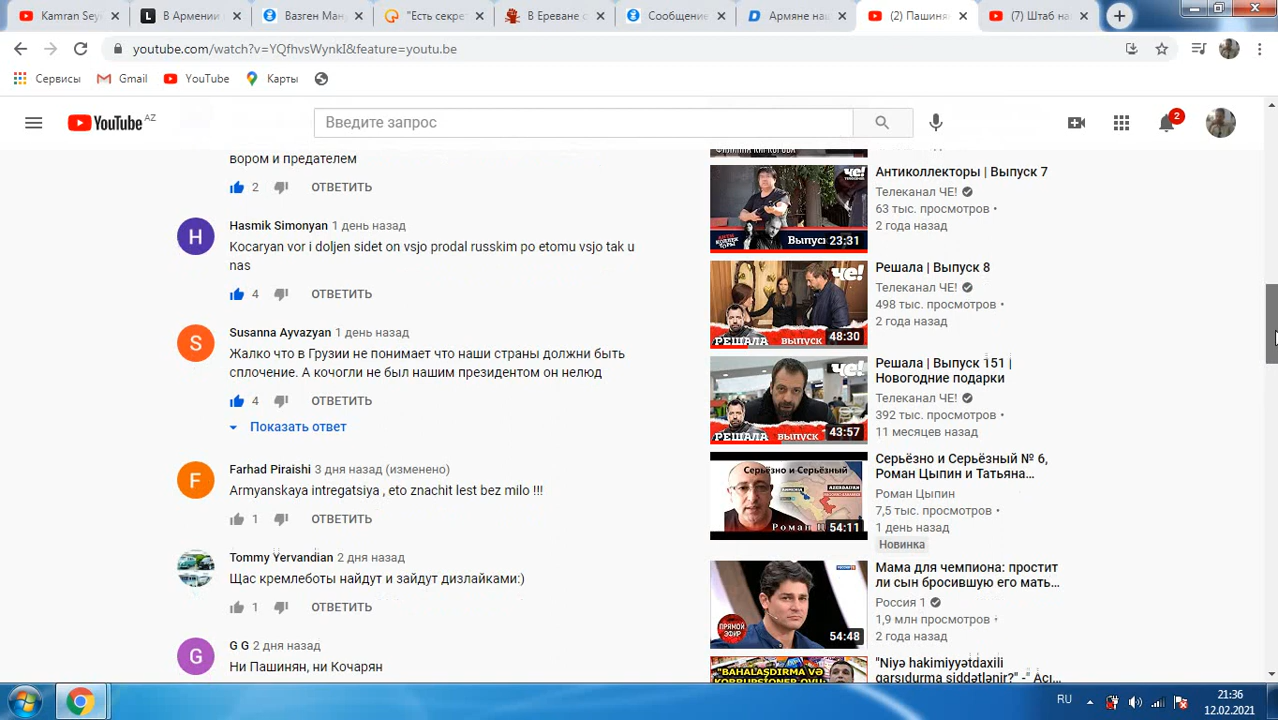 Kamran Sey
В Армении
Вазген Ман
"Есть секре
В Ереване с
Сообщение
Армяне на
(2) Пашиня
(7) Штаб на
youtube.com/watch?v=YQfhvsWynkI&feature=youtu.be
Сервисы
Gmail
YouTube
Карты
YouTube AZ
Введите запрос
2
вором и предателем
2
ОТВЕТИТЬ
Hasmik Simonyan 1 день назад
Kocaryan vor i doljen sidet on vsjo prodal russkim po etomu vsjo tak u
nas
4
ОТВЕТИТЬ
Susanna Ayvazyan 1 день назад
Жалко что в Грузии не понимает что наши страны должни быть
сплочение. А кочогли не был нашим президентом он нелюд
4
ОТВЕТИТЬ
Показать ответ
Farhad Piraishi 3 дня назад (изменено)
Armyanskaya intregatsiya , eto znachit lest bez milo !!!
1
ОТВЕТИТЬ
Tommy Yervandian 2 дня назад
Щас кремлеботы найдут и зайдут дизлайками:)
1
ОТВЕТИТЬ
G G 2 дня назад
Ни Пашинян, ни Кочарян
че!
Выпуск
23:31
Антиколлекторы | Выпуск 7
Телеканал ЧЕ!
63 тыс. просмотров •
2 года назад
че!
РЕШАЛА выпуск
48:30
Решала | Выпуск 8
Телеканал ЧЕ!
498 тыс. просмотров •
2 года назад
че!
РЕШАЛА выпуск
43:57
Решала | Выпуск 151 |
Новогодние подарки
Телеканал ЧЕ!
392 тыс. просмотров •
11 месяцев назад
Серьёзно и Серьёзный
ARMENIA
AZERBAIJAN
54:11
Серьёзно и Серьёзный № 6,
Роман Цыпин и Татьяна...
Роман Цыпин
7,5 тыс. просмотров •
1 день назад
Новинка
ПРЯМОЙ
ЭФИР
54:48
Мама для чемпиона: простит
ли сын бросившую его мать...
Россия 1
1,9 млн просмотров •
2 года назад
"BAHALAŞDIRMA VƏ
"Niyə hakimiyyətdaxili
qarşıdurma şiddətlənir?" -" Acı...
RU
21:36
12.02.2021